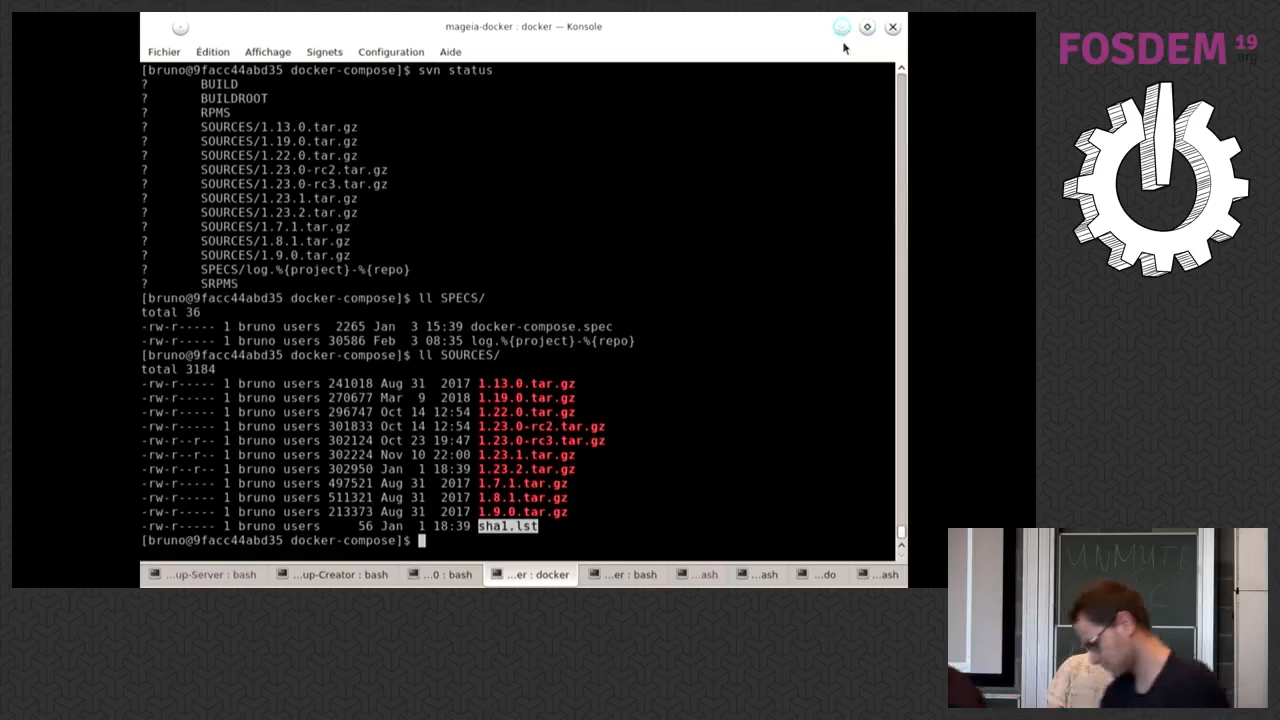 mageia-docker : docker — Konsole
Fichier Édition Affichage Signets Configuration Aide
[bruno@9facc44abd35 docker-compose]$ svn status
? BUILD
? BUILDROOT
? RPMS
? SOURCES/1.13.0.tar.gz
? SOURCES/1.19.0.tar.gz
? SOURCES/1.22.0.tar.gz
? SOURCES/1.23.0-rc2.tar.gz
? SOURCES/1.23.0-rc3.tar.gz
? SOURCES/1.23.1.tar.gz
? SOURCES/1.23.2.tar.gz
? SOURCES/1.7.1.tar.gz
? SOURCES/1.8.1.tar.gz
? SOURCES/1.9.0.tar.gz
? SPECS/log.%{project}-%{repo}
? SRPMS
[bruno@9facc44abd35 docker-compose]$ ll SPECS/
total 36
-rw-r----- 1 bruno users 2265 Jan 3 15:39 docker-compose.spec
-rw-r----- 1 bruno users 30586 Feb 3 08:35 log.%{project}-%{repo}
[bruno@9facc44abd35 docker-compose]$ ll SOURCES/
total 3184
-rw-r----- 1 bruno users 241018 Aug 31 2017 1.13.0.tar.gz
-rw-r----- 1 bruno users 270677 Mar 9 2018 1.19.0.tar.gz
-rw-r----- 1 bruno users 296747 Oct 14 12:54 1.22.0.tar.gz
-rw-r----- 1 bruno users 301833 Oct 14 12:54 1.23.0-rc2.tar.gz
-rw-r--r-- 1 bruno users 302124 Oct 23 19:47 1.23.0-rc3.tar.gz
-rw-r----- 1 bruno users 302224 Nov 10 22:00 1.23.1.tar.gz
-rw-r----- 1 bruno users 302950 Jan 1 18:39 1.23.2.tar.gz
-rw-r----- 1 bruno users 497521 Aug 31 2017 1.7.1.tar.gz
-rw-r----- 1 bruno users 511321 Aug 31 2017 1.8.1.tar.gz
-rw-r----- 1 bruno users 213373 Aug 31 2017 1.9.0.tar.gz
-rw-r----- 1 bruno users 56 Jan 1 18:39 sha1.lst
[bruno@9facc44abd35 docker-compose]$
...up-Server : bash ...up-Creator : bash ...0 : bash ...er : docker ...er : bash ...ash ...ash ...do ...ash
FOSDEM 19
.org
UNMUTE